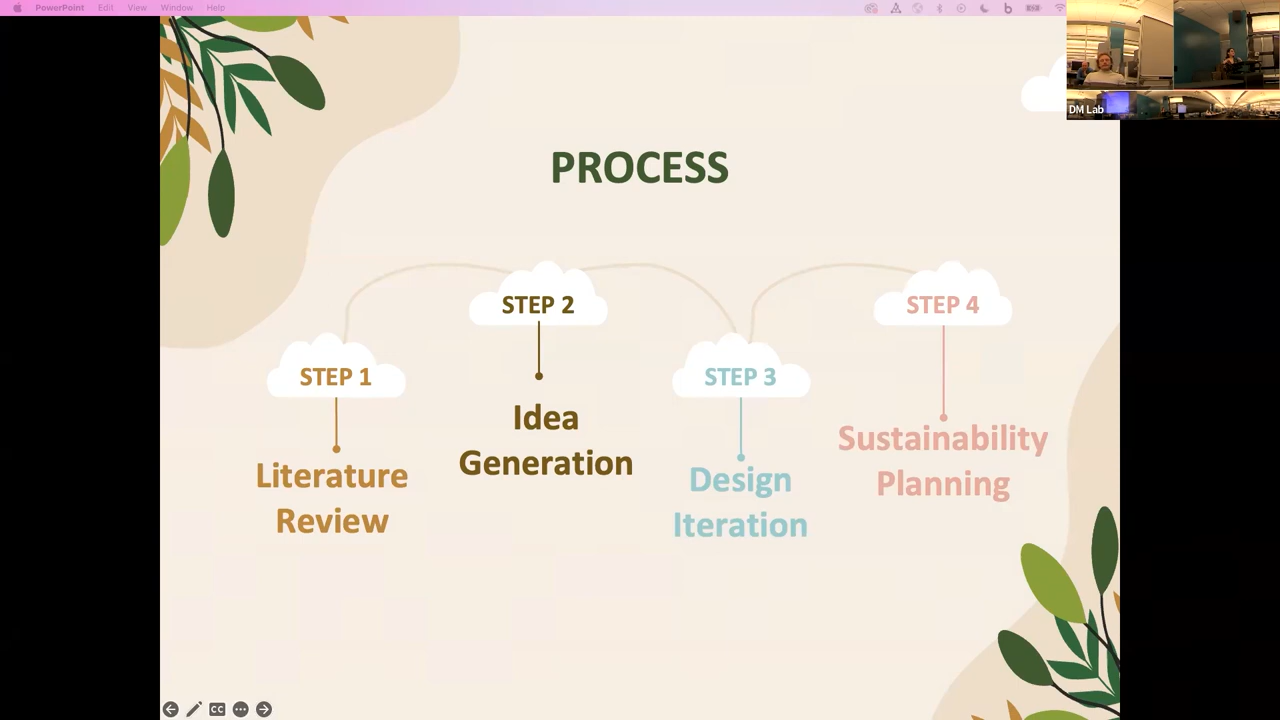 PowerPoint Edit View Window Help
DM Lab
PROCESS
STEP 1
Literature
Review
STEP 2
Idea
Generation
STEP 3
Design
Iteration
STEP 4
Sustainability
Planning
CC